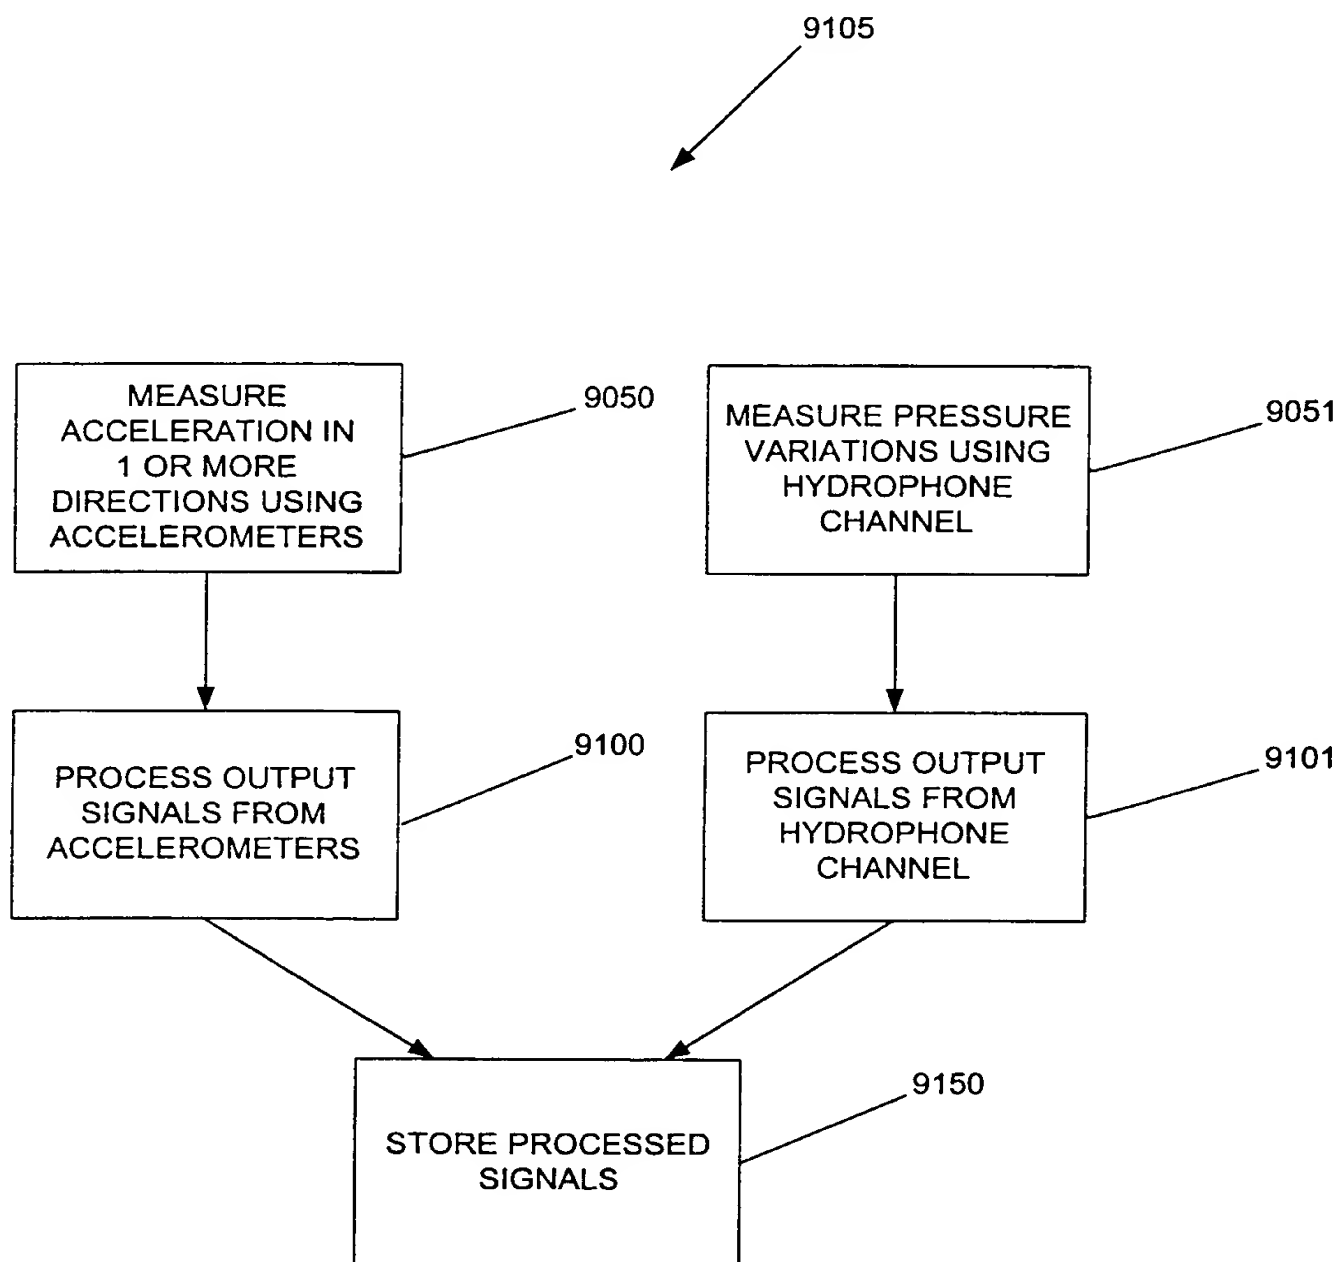 9105
MEASURE
ACCELERATION IN
1 OR MORE
DIRECTIONS USING
ACCELEROMETERS
9050
MEASURE PRESSURE
VARIATIONS USING
HYDROPHONE
CHANNEL
9051
PROCESS OUTPUT
SIGNALS FROM
ACCELEROMETERS
9100
PROCESS OUTPUT
SIGNALS FROM
HYDROPHONE
CHANNEL
9101
STORE PROCESSED
SIGNALS
9150